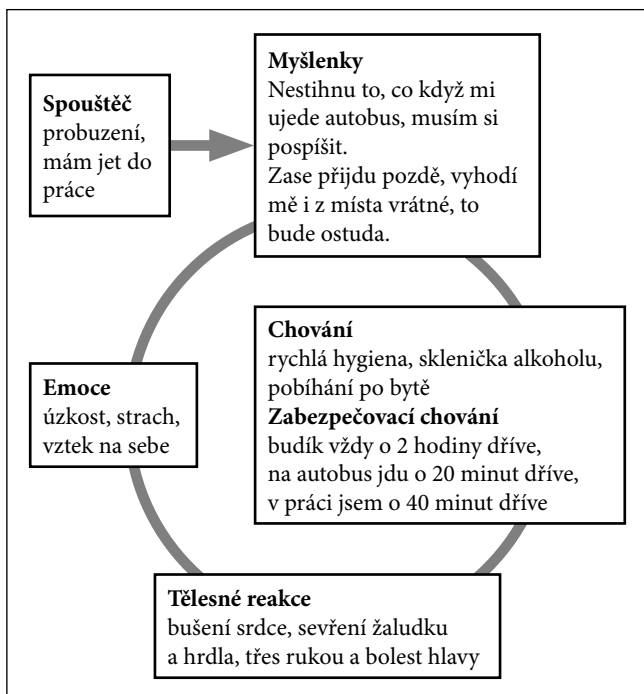 Spouštěč
probuzení,
mám jet do
práce
Myšlenky
Nestihnu to, co když mi
ujede autobus, musím si
pospíšit.
Zase přijdu pozdě, vyhodí
mě i z místa vrátné, to
bude ostuda.
Chování
rychlá hygiena, sklenička alkoholu,
pobíhání po bytě
Zabezpečovací chování
budík vždy o 2 hodiny dříve,
na autobus jdu o 20 minut dříve,
v práci jsem o 40 minut dříve
Emoce
úzkost, strach,
vztek na sebe
Tělesné reakce
bušení srdce, sevření žaludku
a hrdla, třes rukou a bolest hlavy